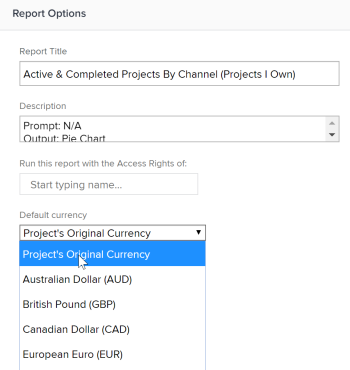 Report Options
Report Title
Active & Completed Projects By Channel (Projects I Own)
Description
Prompt: N/A
Output: Pie Chart
Run this report with the Access Rights of:
Start typing name...
Default currency
Project's Original Currency
Project's Original Currency
Australian Dollar (AUD)
British Pound (GBP)
Canadian Dollar (CAD)
European Euro (EUR)